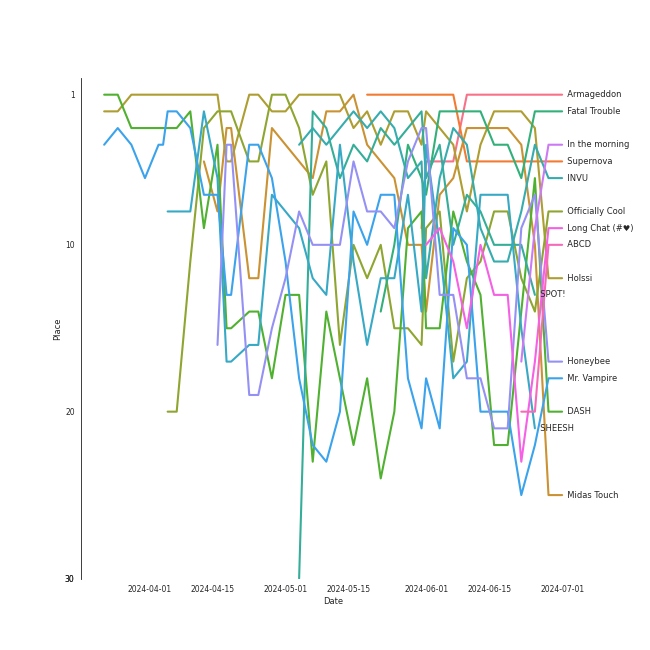 1
Armageddon
Fatal Trouble
In the morning
Supernova
INVU
Officially Cool
Long Chat (#♥)
10
ABCD
Holssi
SPOT!
Place
Honeybee
Mr. Vampire
20
DASH
SHEESH
Midas Touch
30
2024-04-01 2024-04-15 2024-05-01 2024-05-15 2024-06-01 2024-06-15 2024-07-01
Date